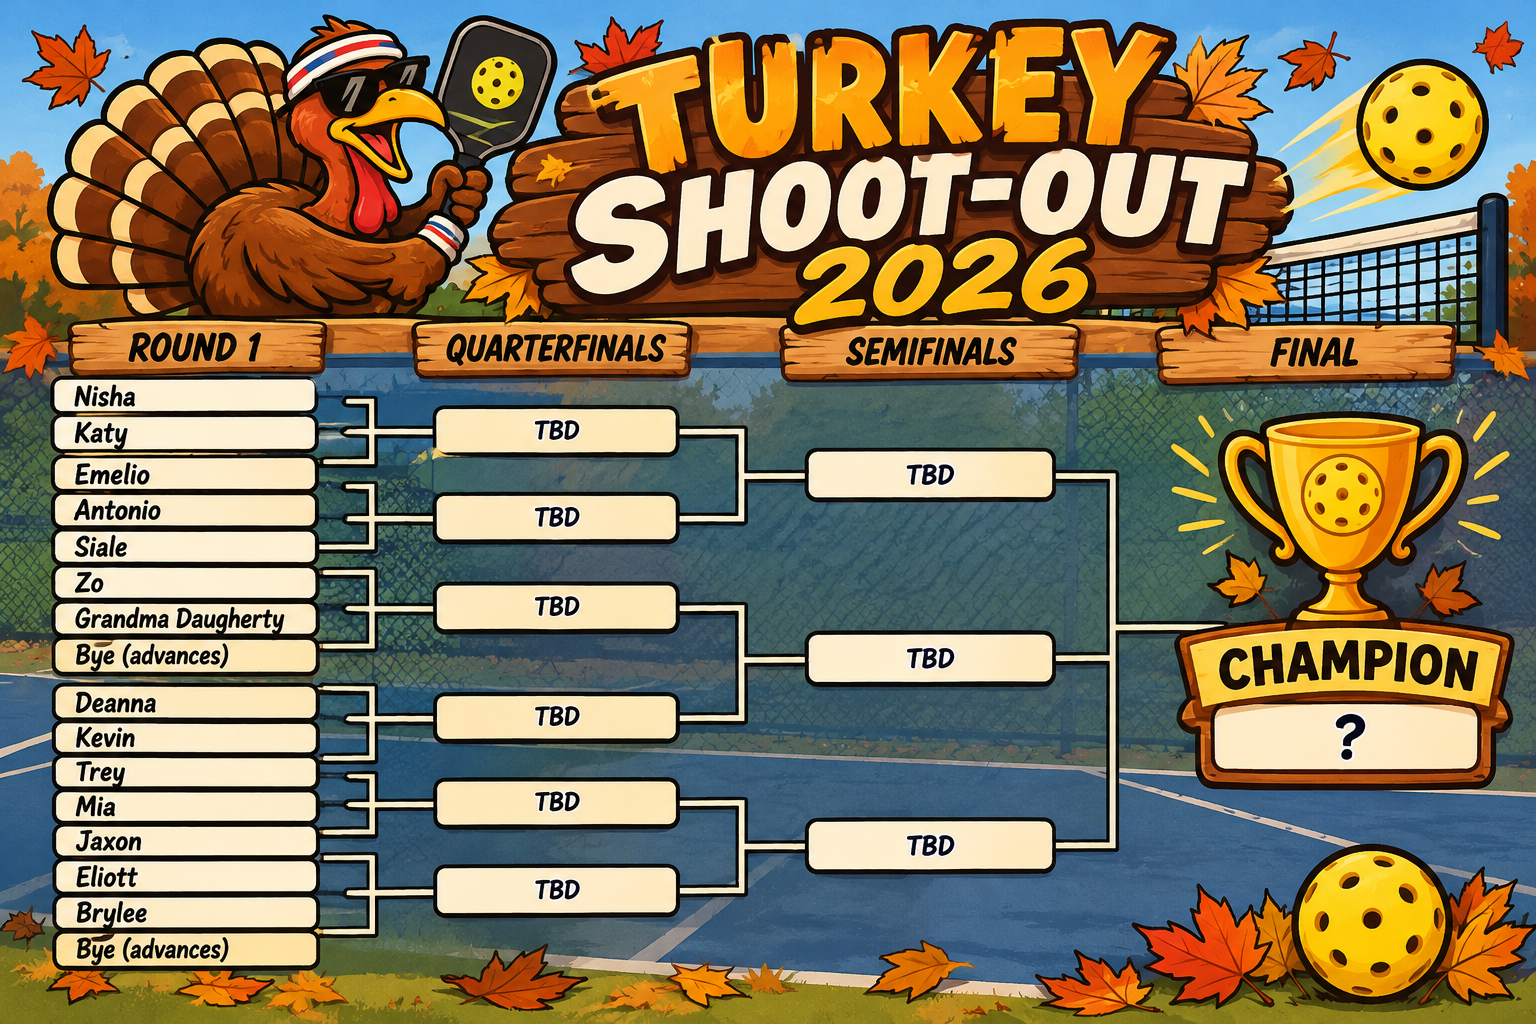 TURKEY
SHOOT-OUT
2026
ROUND 1
QUARTERFINALS
SEMIFINALS
FINAL
Nisha
Katy
Emelio
Antonio
Siale
Zo
Grandma Daugherty
Bye (advances)
Deanna
Kevin
Trey
Mia
Jaxon
Eliott
Brylee
Bye (advances)
TBD
TBD
TBD
TBD
TBD
TBD
TBD
TBD
TBD
CHAMPION
?